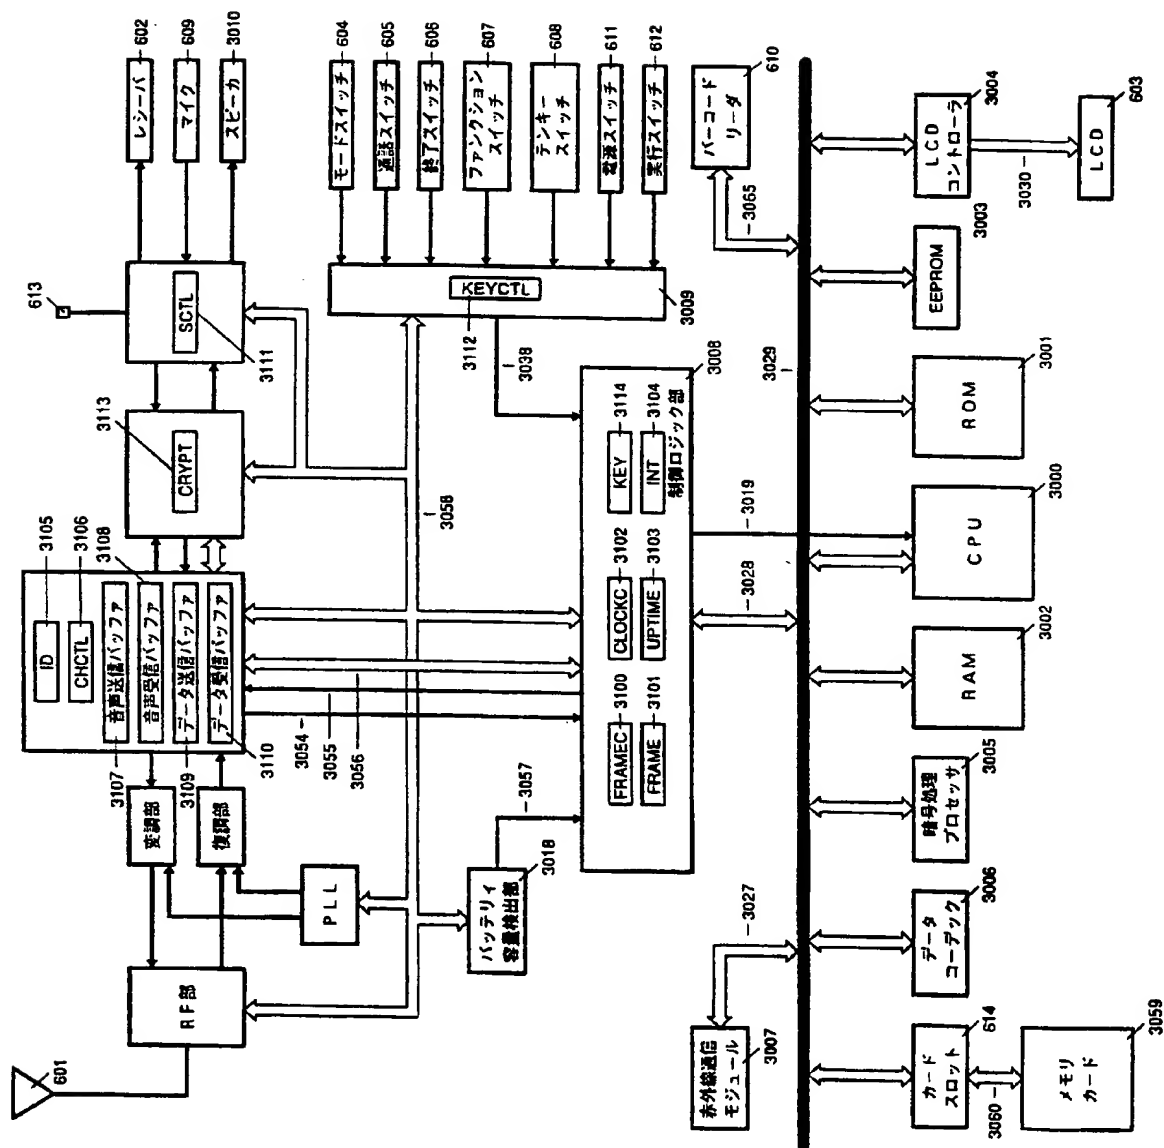 レシーバ
602
マイク
609
スピーカ
3010
613
SCTL
3111
CRYPT
3113
ID
3105
CHCTL
3106
3108
音声送信バッファ
音声受信バッファ
データ送信バッファ
データ受信バッファ
3107
3109
3110
変調部
復調部
PLL
RF部
601
モードスイッチ
604
通話スイッチ
605
終了スイッチ
606
ファンクション
スイッチ
607
テンキー
スイッチ
608
電源スイッチ
611
実行スイッチ
612
KEYCTL
3112
3009
3038
3058
3054
3055
3056
3057
バッテリィ
容量検出部
3018
3008
FRAMEC
3100
FRAME
3101
CLOCKC
3102
UPTIME
3103
KEY
3114
INT
3104
制御ロジック部
バーコード
リーダ
610
3065
3029
3019
3028
3027
赤外線通信
モジュール
3007
LCD
コントローラ
3004
3030
LCD
603
EEPROM
3003
ROM
3001
CPU
3000
RAM
3002
暗号処理
プロセッサ
3005
データ
コーデック
3006
カード
スロット
614
3060
メモリ
カード
3059